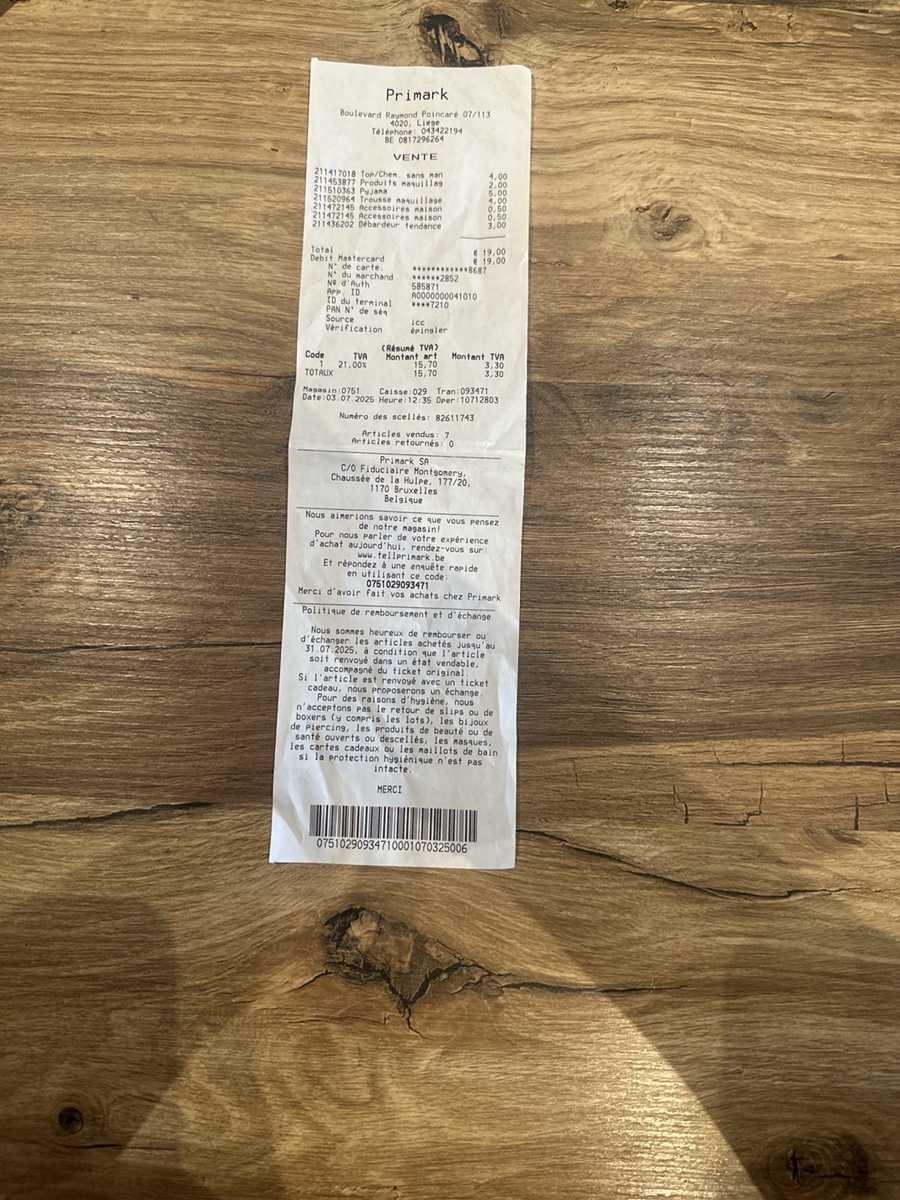 Primark
Boulevard Raymond Poincaré 07/113
4020, Liege
Téléphone: 043422194
BE 0817296264
VENTE
211417018 Top/Chem. sans man 4,00
211453877 Produits maquillag 2,00
211510363 Pyjama 5,00
211520964 Trousse maquillage 4,00
211472145 Accessoires maison 0,50
211472145 Accessoires maison 0,50
211436202 Débardeur tendance 3,00
Total € 19,00
Debit Mastercard € 19,00
N° de carte. ************8687
N° du marchand ******2852
Nº d'Auth 585871
App. ID A0000000041010
ID du terminal ****7210
PAN N° de séq
Source icc
Vérification épingler
(Résumé TVA)
Code TVA Montant art Montant TVA
1 21,00% 15,70 3,30
TOTAUX 15,70 3,30
Magasin:0751 Caisse:029 Tran:093471
Date:03.07.2025 Heure:12:35 Oper:10712803
Numéro des scellés: 82611743
Articles vendus: 7
Articles retournés: 0
Primark SA
C/O Fiduciaire Montgomery,
Chaussée de la Hulpe, 177/20,
1170 Bruxelles
Belgique
Nous aimerions savoir ce que vous pensez
de notre magasin!
Pour nous parler de votre expérience
d'achat aujourd'hui, rendez-vous sur:
www.tellprimark.be
Et répondez à une enquête rapide
en utilisant ce code:
0751029093471
Merci d'avoir fait vos achats chez Primark
Politique de remboursement et d'échange
Nous sommes heureux de rembourser ou
d'échanger les articles achetés jusqu'au
31.07.2025, à condition que l'article
soit renvoyé dans un état vendable,
accompagné du ticket original.
Si l'article est renvoyé avec un ticket
cadeau, nous proposerons un échange.
Pour des raisons d'hygiène, nous
n'acceptons pas le retour de slips ou de
boxers (y compris les lots), les bijoux
de piercing, les produits de beauté ou de
santé ouverts ou descellés, les masques,
les cartes cadeaux ou les maillots de bain
si la protection hygiénique n'est pas
intacte.
MERCI
07510290934710001070325006